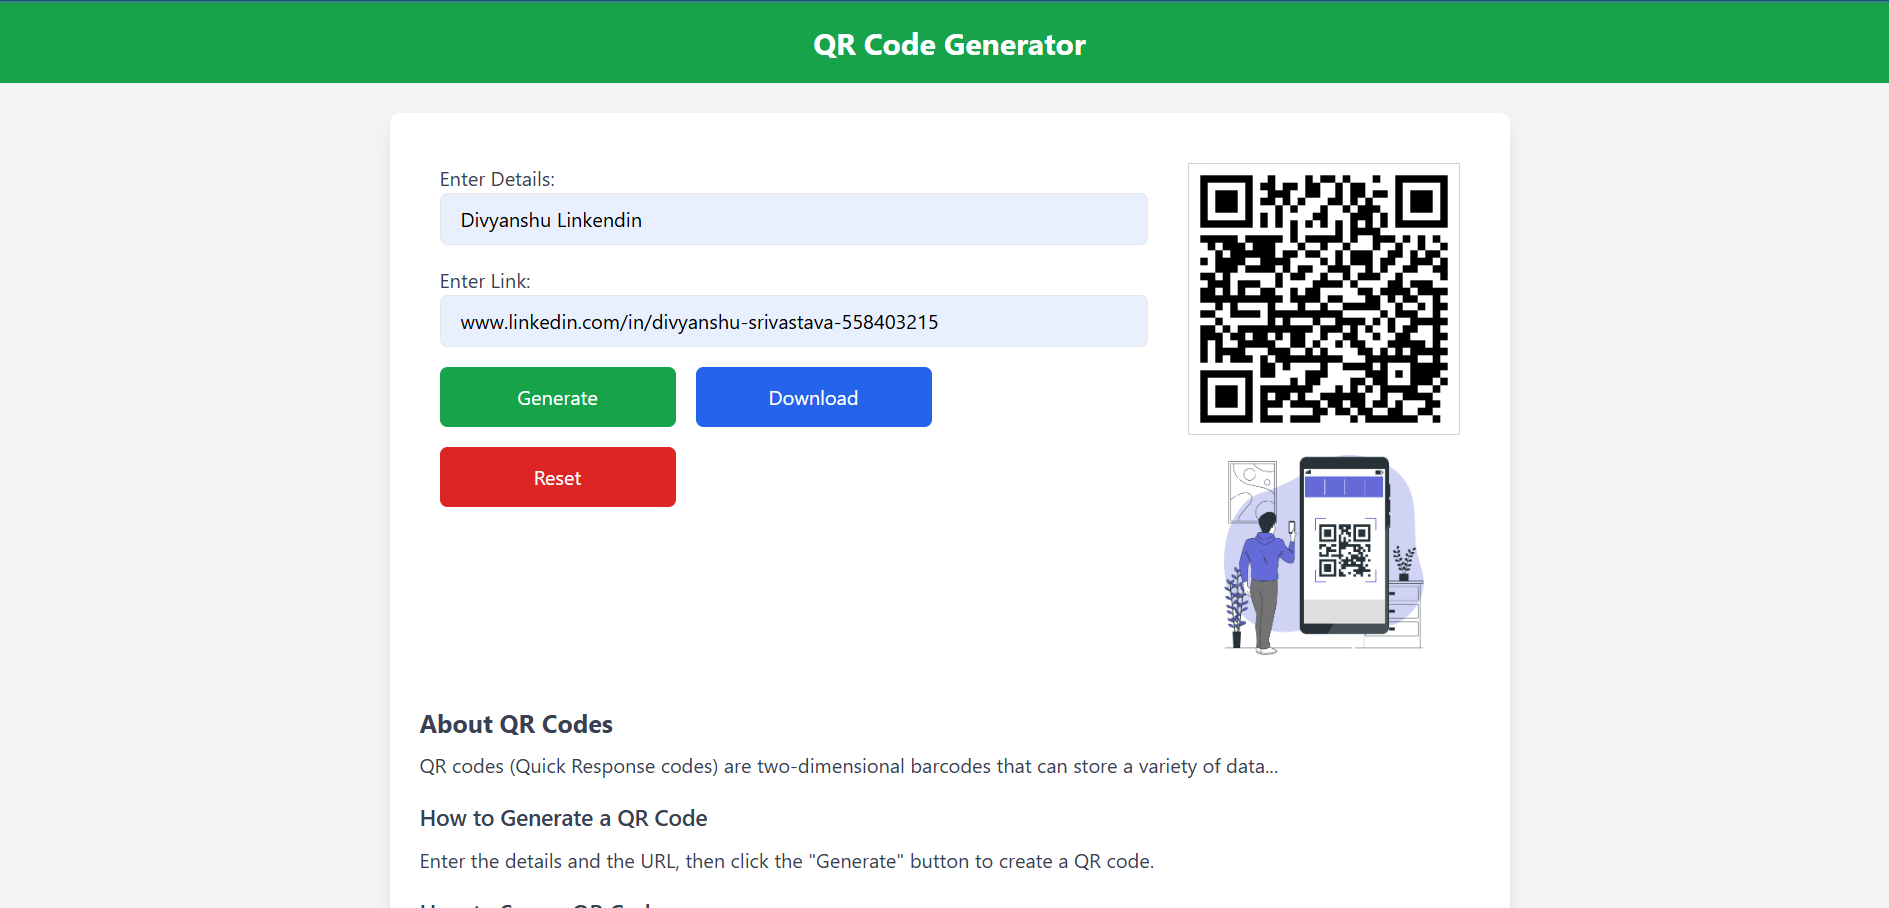 QR Code Generator
Enter Details:
Divyanshu Linkendin
Enter Link:
www.linkedin.com/in/divyanshu-srivastava-558403215
Generate
Download
Reset
About QR Codes
QR codes (Quick Response codes) are two-dimensional barcodes that can store a variety of data...
How to Generate a QR Code
Enter the details and the URL, then click the "Generate" button to create a QR code.